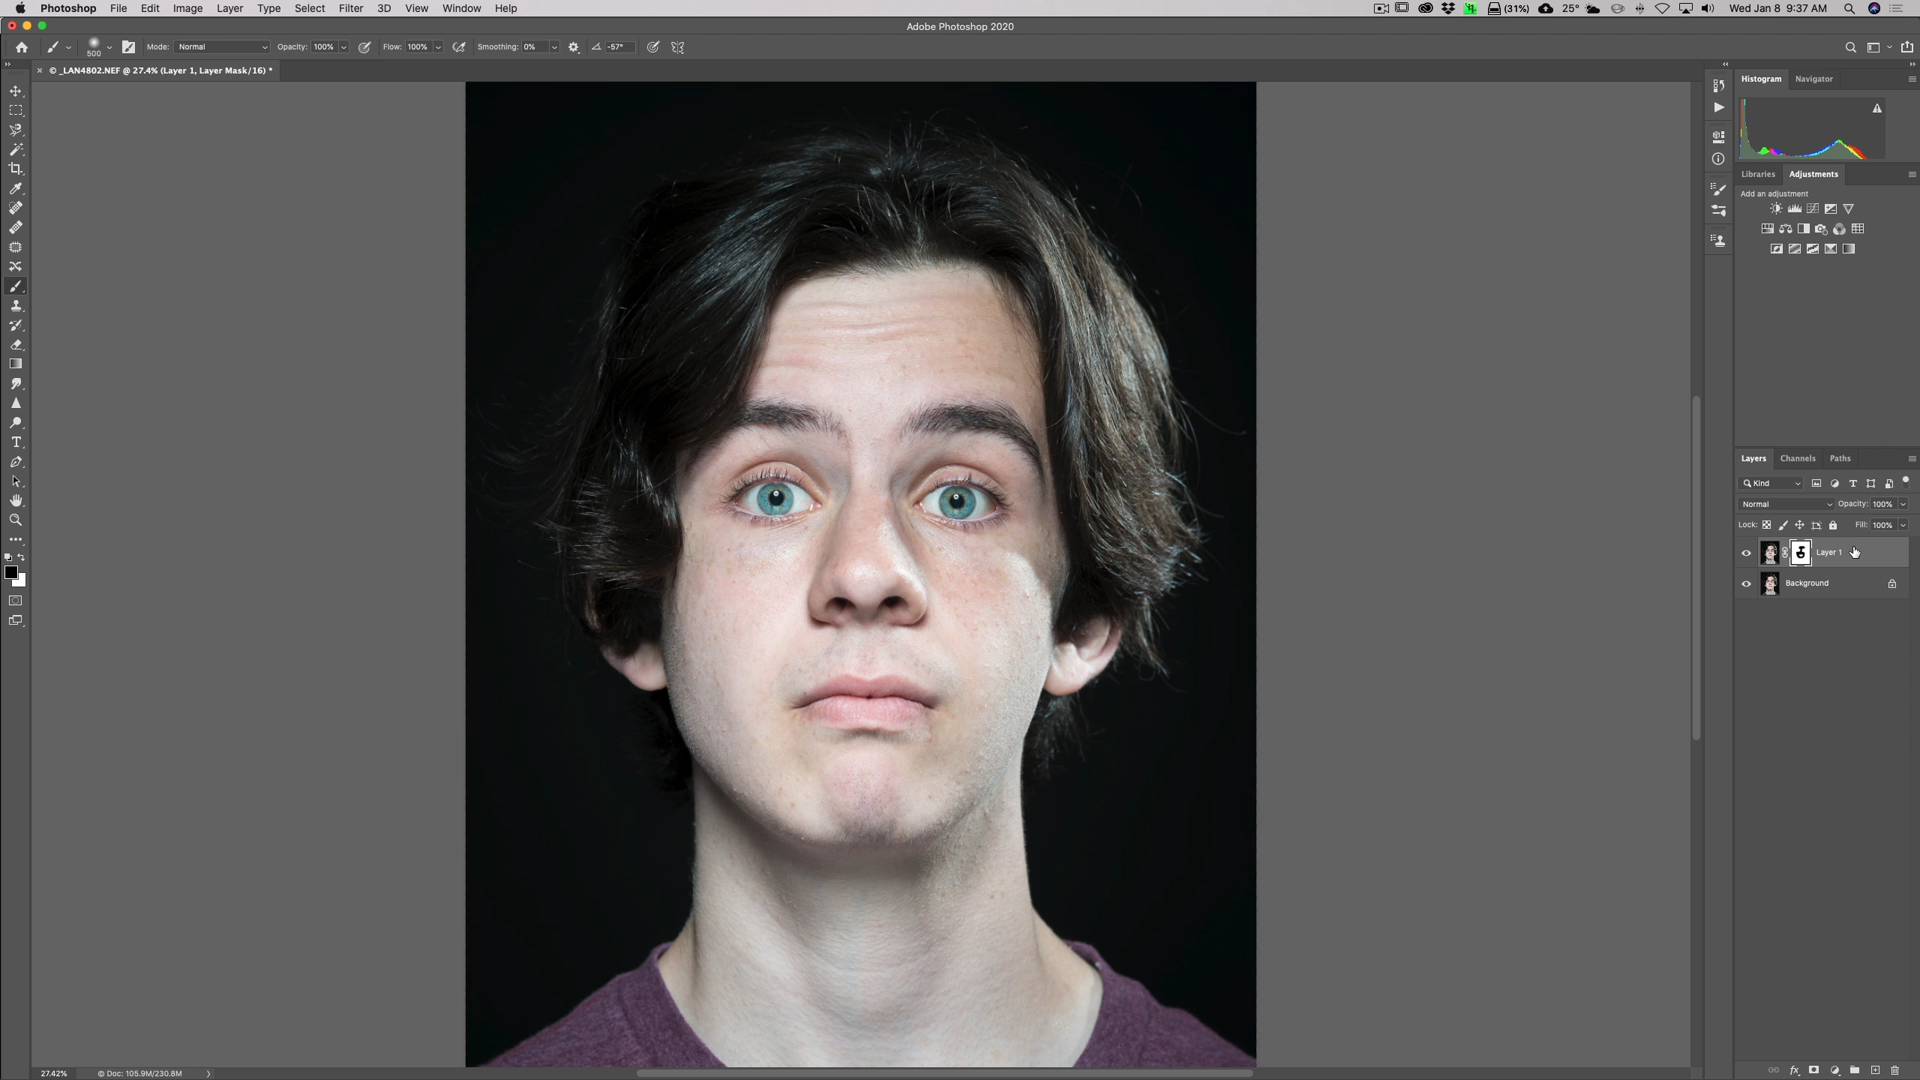 Photoshop File Edit Image Layer Type Select Filter 3D View Window Help (31%) 25° Wed Jan 8 9:37 AM
Adobe Photoshop 2020
500 Mode: Normal Opacity: 100% Flow: 100% Smoothing: 0% -57°
× © _LAN4802.NEF @ 27.4% (Layer 1, Layer Mask/16) *
Histogram Navigator
Libraries Adjustments
Add an adjustment
Layers Channels Paths
Kind
Normal Opacity: 100%
Lock: Fill: 100%
Layer 1
Background
27.42% © Doc: 105.9M/230.8M
fx